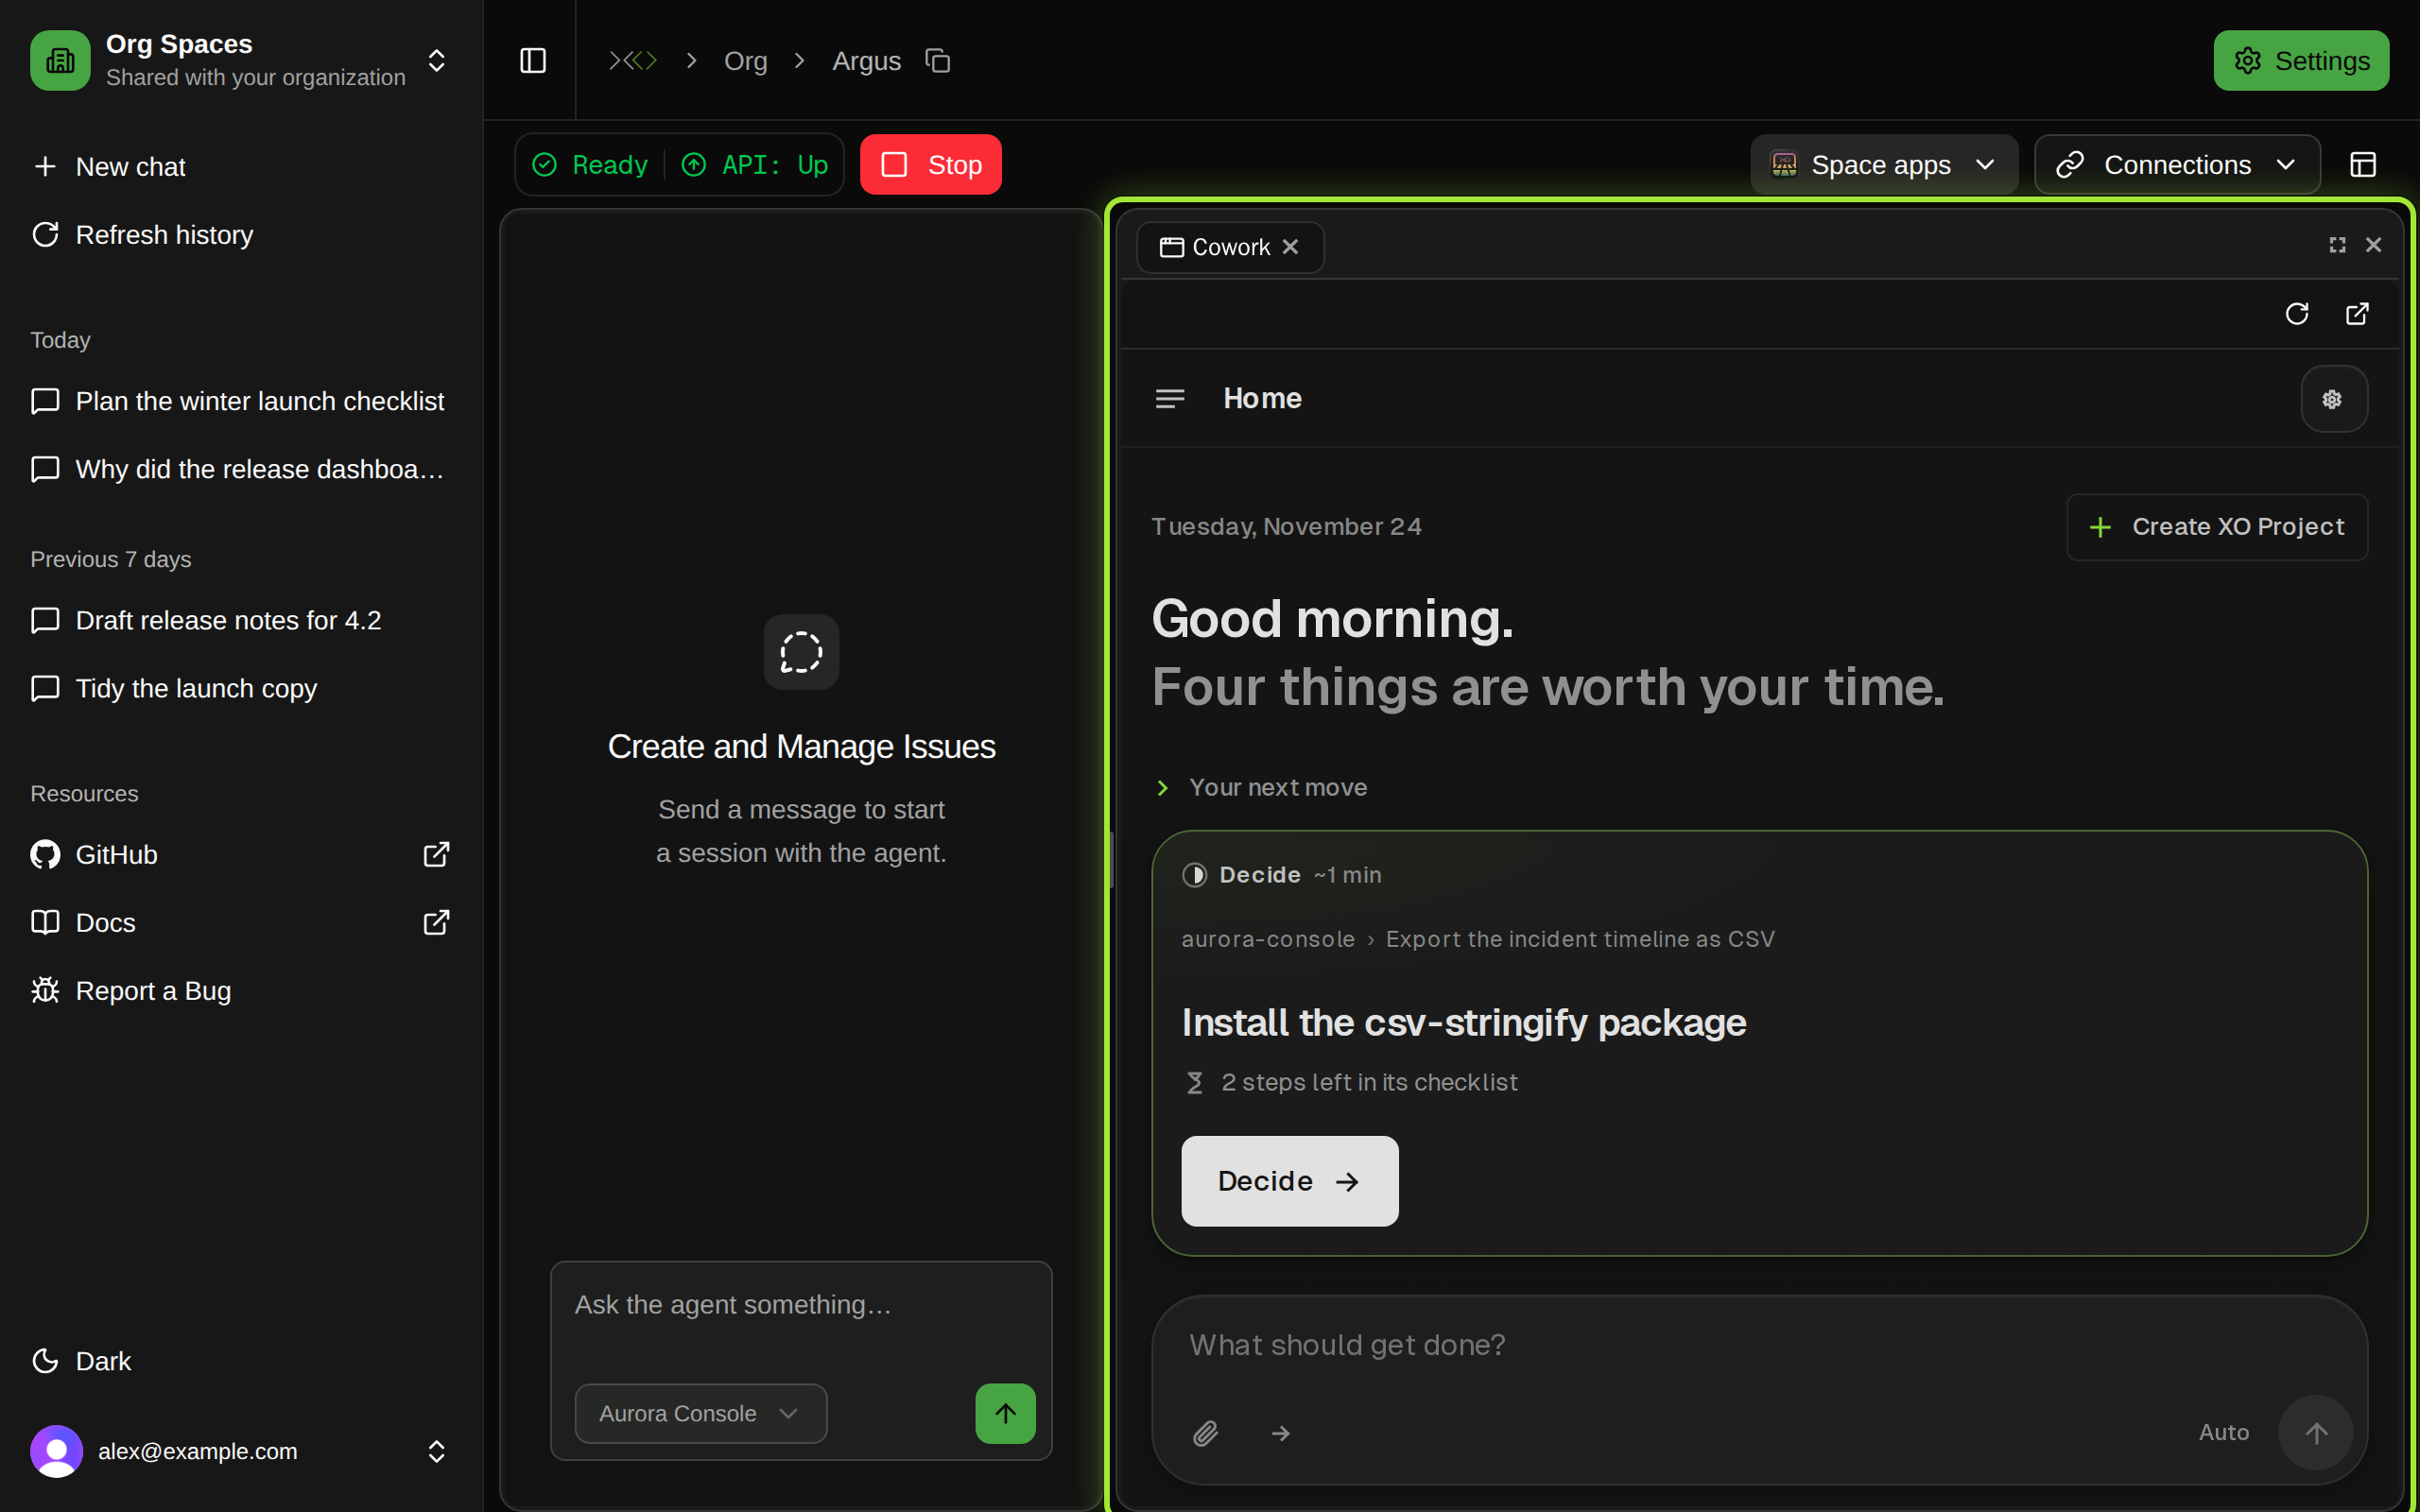 Org Spaces
Shared with your organization
New chat
Refresh history
Today
Plan the winter launch checklist
Why did the release dashboa…
Previous 7 days
Draft release notes for 4.2
Tidy the launch copy
Resources
GitHub
Docs
Report a Bug
Dark
alex@example.com
Org
Argus
Settings
Ready
API: Up
Stop
Space apps
Connections
Create and Manage Issues
Send a message to start
a session with the agent.
Ask the agent something…
Aurora Console
Cowork
Home
Tuesday, November 24
Create XO Project
Good morning.
Four things are worth your time.
Your next move
Decide ~1 min
aurora-console › Export the incident timeline as CSV
Install the csv-stringify package
2 steps left in its checklist
Decide
What should get done?
Auto